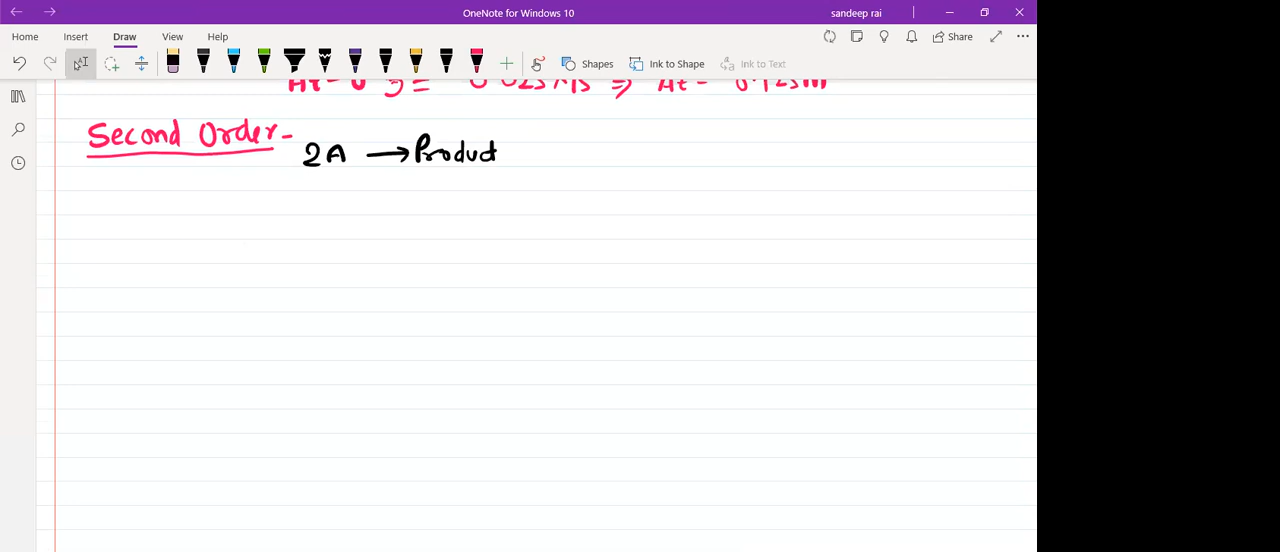 OneNote for Windows 10
sandeep rai
Home Insert Draw View Help
Share
Shapes Ink to Shape Ink to Text
Second Order-
2A → Product